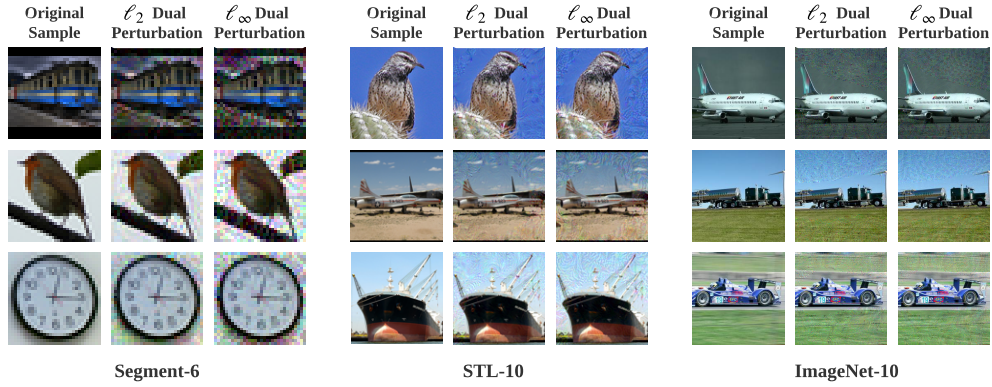 Original Sample
ℓ2 Dual Perturbation
ℓ∞ Dual Perturbation
Original Sample
ℓ2 Dual Perturbation
ℓ∞ Dual Perturbation
Original Sample
ℓ2 Dual Perturbation
ℓ∞ Dual Perturbation
Segment-6
STL-10
ImageNet-10